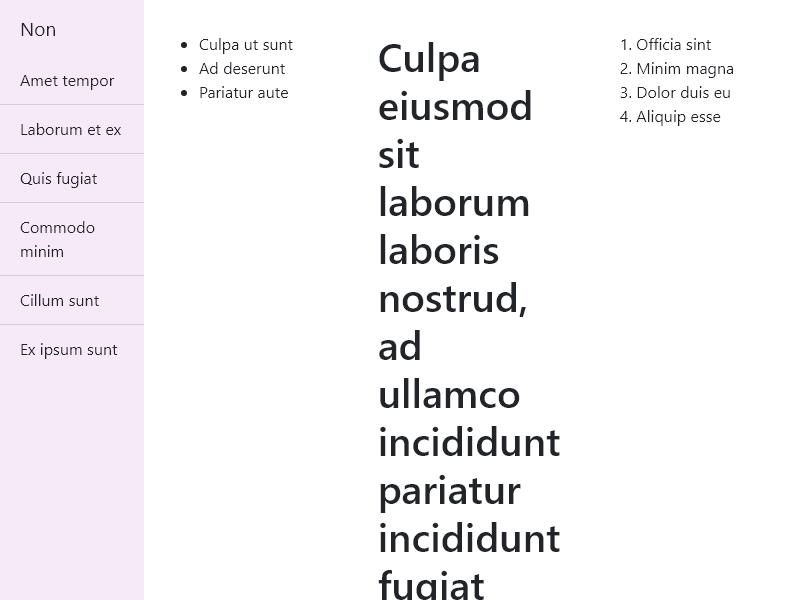 Non
Amet tempor
Laborum et ex
Quis fugiat
Commodo
minim
Cillum sunt
Ex ipsum sunt
Culpa ut sunt
Ad deserunt
Pariatur aute
Culpa
eiusmod
sit
laborum
laboris
nostrud,
ad
ullamco
incididunt
pariatur
incididunt
fugiat
1. Officia sint
2. Minim magna
3. Dolor duis eu
4. Aliquip esse